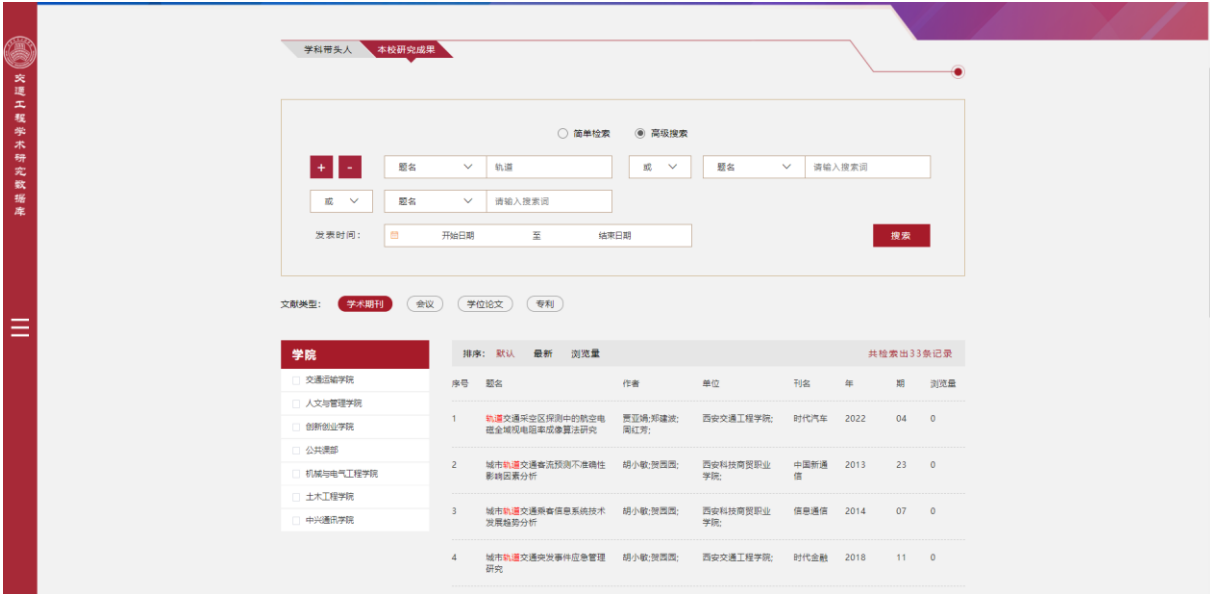 交通工程学术研究数据库
学科带头人 本校研究成果
简单检索 高级搜索
+ - 题名 轨道 或 题名 请输入搜索词
或 题名 请输入搜索词
发表时间： 开始日期 至 结束日期 搜索
文献类型： 学术期刊 会议 学位论文 专利
学院
交通运输学院
人文与管理学院
创新创业学院
公共课部
机械与电气工程学院
土木工程学院
中兴通讯学院
排序： 默认 最新 浏览量 共检索出33条记录
序号 题名 作者 单位 刊名 年 期 浏览量
1 轨道交通采空区探测中的航空电 贾亚娟;郑建波; 西安交通工程学院; 时代汽车 2022 04 0
磁全域视电阻率成像算法研究 周红芳;
2 城市轨道交通客流预测不准确性 胡小敏;贺茜茜; 西安科技商贸职业 中国新通 2013 23 0
影响因素分析 学院; 信
3 城市轨道交通乘客信息系统技术 胡小敏;贺茜茜; 西安科技商贸职业 信息通信 2014 07 0
发展趋势分析 学院;
4 城市轨道交通突发事件应急管理 胡小敏;贺茜茜; 西安交通工程学院; 时代金融 2018 11 0
研究